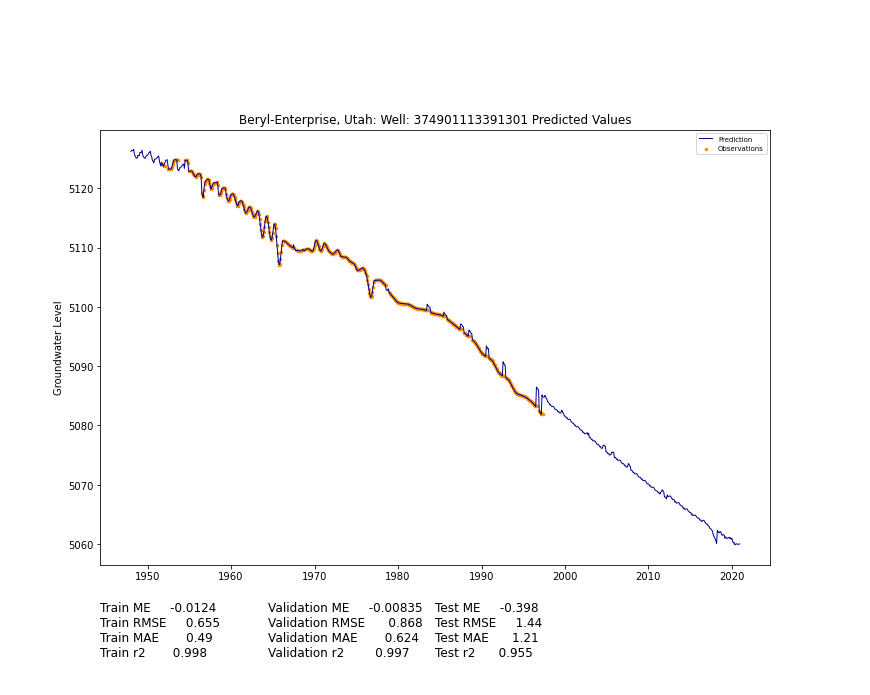 Beryl-Enterprise, Utah: Well: 374901113391301 Predicted Values
Prediction
Observations
Groundwater Level
5120
5110
5100
5090
5080
5070
5060
1950 1960 1970 1980 1990 2000 2010 2020
Train ME -0.0124 Validation ME -0.00835 Test ME -0.398
Train RMSE 0.655 Validation RMSE 0.868 Test RMSE 1.44
Train MAE 0.49 Validation MAE 0.624 Test MAE 1.21
Train r2 0.998 Validation r2 0.997 Test r2 0.955